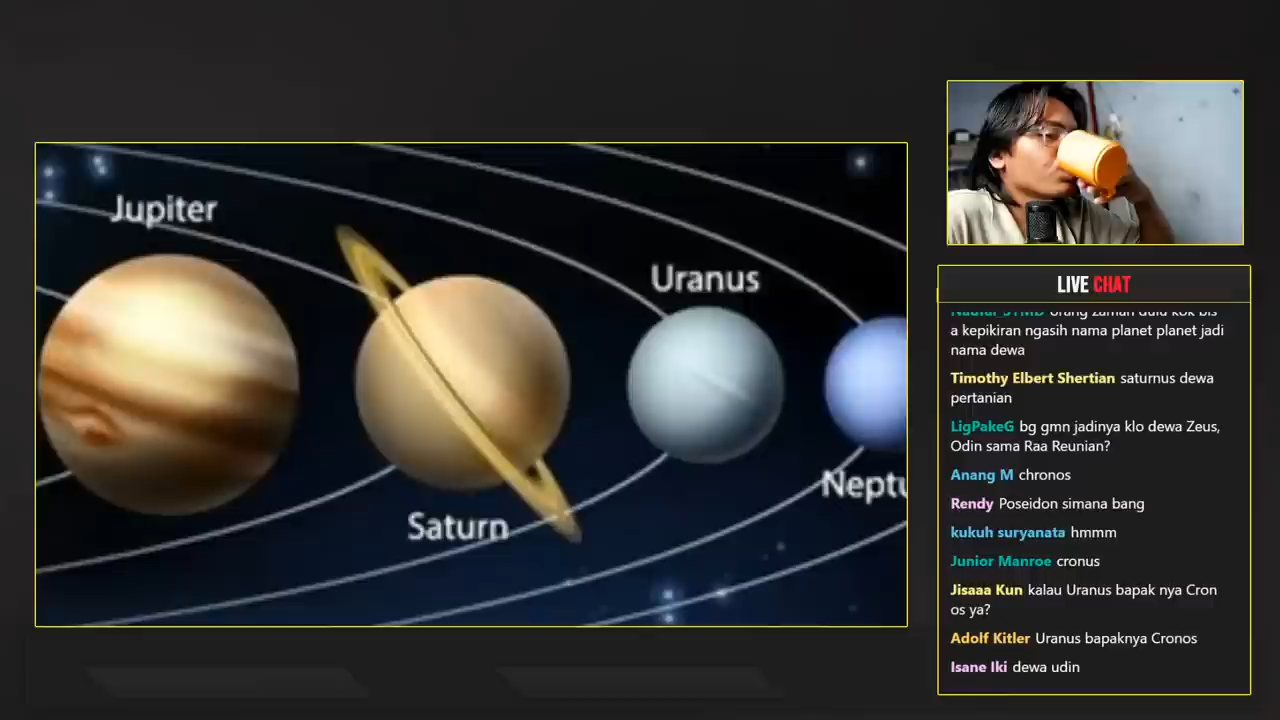 Jupiter
Saturn
Uranus
LIVE CHAT
a kepikiran ngasih nama planet planet jadi
nama dewa
Timothy Elbert Shertian saturnus dewa
pertanian
LigPakeG bg gmn jadinya klo dewa Zeus,
Odin sama Raa Reunian?
Anang M chronos
Rendy Poseidon simana bang
kukuh suryanata hmmm
Junior Manroe cronus
Jisaaa Kun kalau Uranus bapak nya Cron
os ya?
Adolf Kitler Uranus bapaknya Cronos
Isane Iki dewa udin